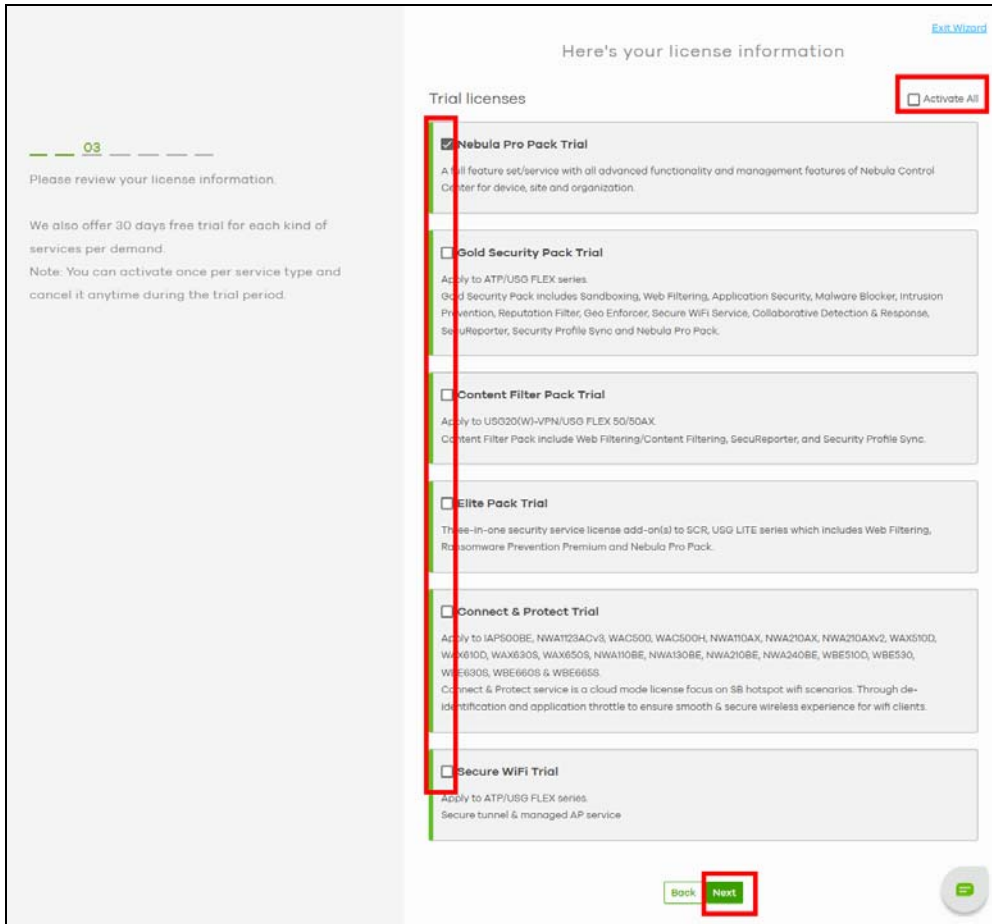 Exit Wizard
Here's your license information
Trial licenses
Activate All
03
Please review your license information.
We also offer 30 days free trial for each kind of
services per demand.
Note: You can activate once per service type and
cancel it anytime during the trial period.
Nebula Pro Pack Trial
A full feature set/service with all advanced functionality and management features of Nebula Control
Center for device, site and organization.
Gold Security Pack Trial
Apply to ATP/USG FLEX series.
Gold Security Pack includes Sandboxing, Web Filtering, Application Security, Malware Blocker, Intrusion
Prevention, Reputation Filter, Geo Enforcer, Secure WiFi Service, Collaborative Detection & Response,
SecuReporter, Security Profile Sync and Nebula Pro Pack.
Content Filter Pack Trial
Apply to USG20(W)-VPN/USG FLEX 50/50AX.
Content Filter Pack include Web Filtering/Content Filtering, SecuReporter, and Security Profile Sync.
Elite Pack Trial
Three-in-one security service license add-on(s) to SCR, USG LITE series which includes Web Filtering,
Ransomware Prevention Premium and Nebula Pro Pack.
Connect & Protect Trial
Apply to IAP500BE, NWA1123ACv3, WAC500, WAC500H, NWA110AX, NWA210AX, NWA210AXv2, WAX510D,
WAX610D, WAX630S, WAX650S, NWA110BE, NWA130BE, NWA210BE, NWA240BE, WBE510D, WBE530,
WBE630S, WBE660S & WBE665S.
Connect & Protect service is a cloud mode license focus on SB hotspot wifi scenarios. Through de-
identification and application throttle to ensure smooth & secure wireless experience for wifi clients.
Secure WiFi Trial
Apply to ATP/USG FLEX series.
Secure tunnel & managed AP service
Back
Next